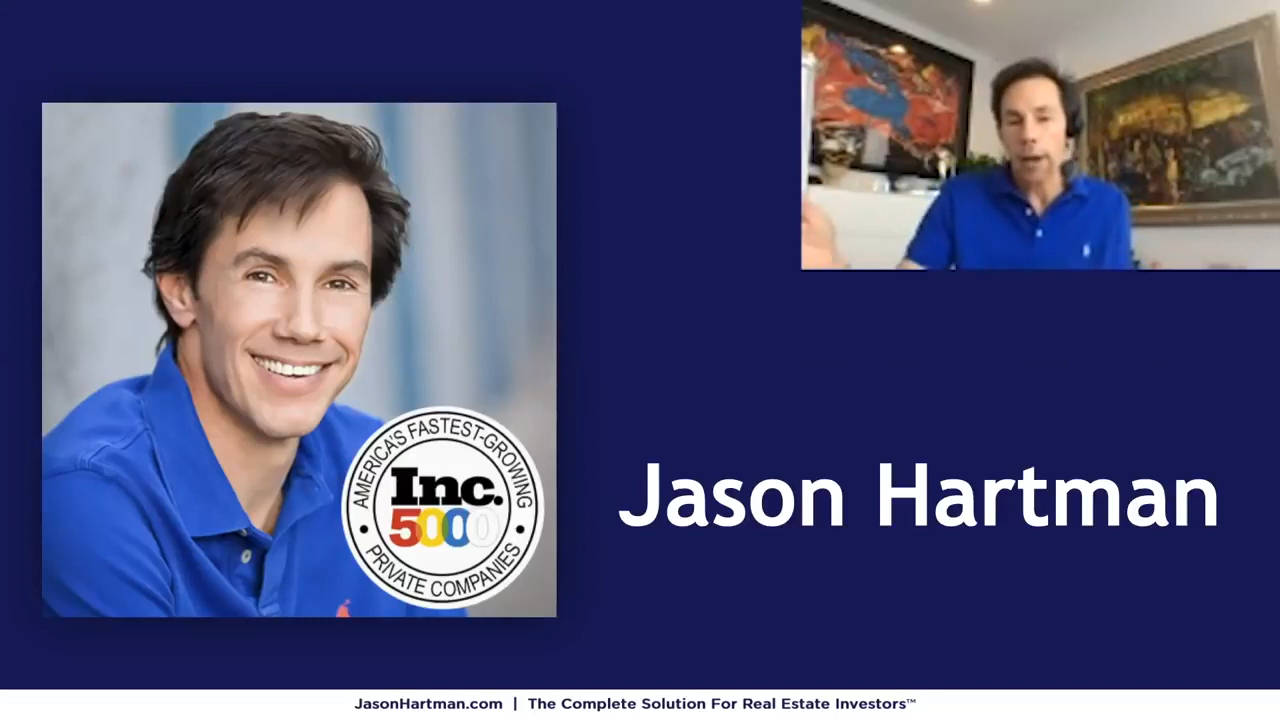 AMERICA'S FASTEST-GROWING
Inc.
5000
PRIVATE COMPANIES
Jason Hartman
JasonHartman.com | The Complete Solution For Real Estate Investors™